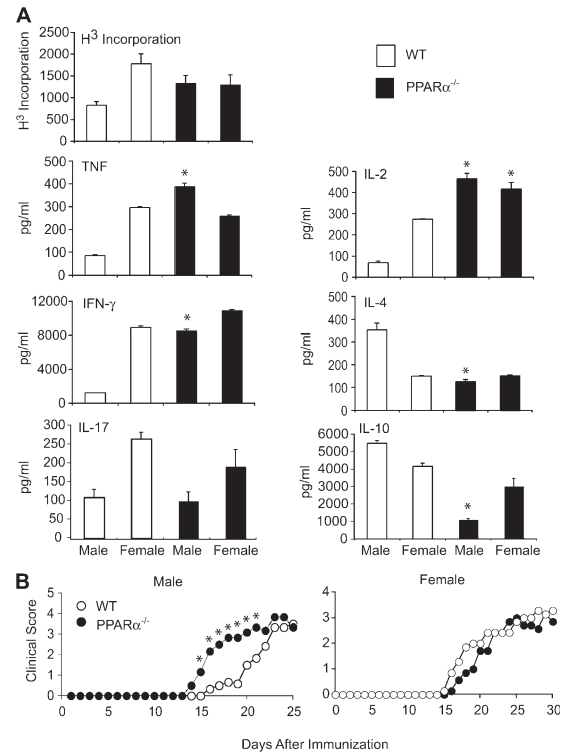 A
H³ Incorporation
WT
PPARα⁻/⁻
H³ Incorporation
2500
2000
1500
1000
500
0
TNF
pg/ml
500
400
300
200
100
0
*
IL-2
pg/ml
500
400
300
200
100
0
* *
IFN-γ
pg/ml
12000
8000
4000
0
*
IL-4
pg/ml
500
400
300
200
100
0
*
IL-17
pg/ml
300
250
200
150
100
50
0
Male Female Male Female
IL-10
pg/ml
6000
5000
4000
3000
2000
1000
0
*
Male Female Male Female
B
Male
WT
PPARα⁻/⁻
Clinical Score
5
4
3
2
1
0
* * * * * * *
0 5 10 15 20 25
Female
4
3
2
1
0
0 5 10 15 20 25 30
Days After Immunization